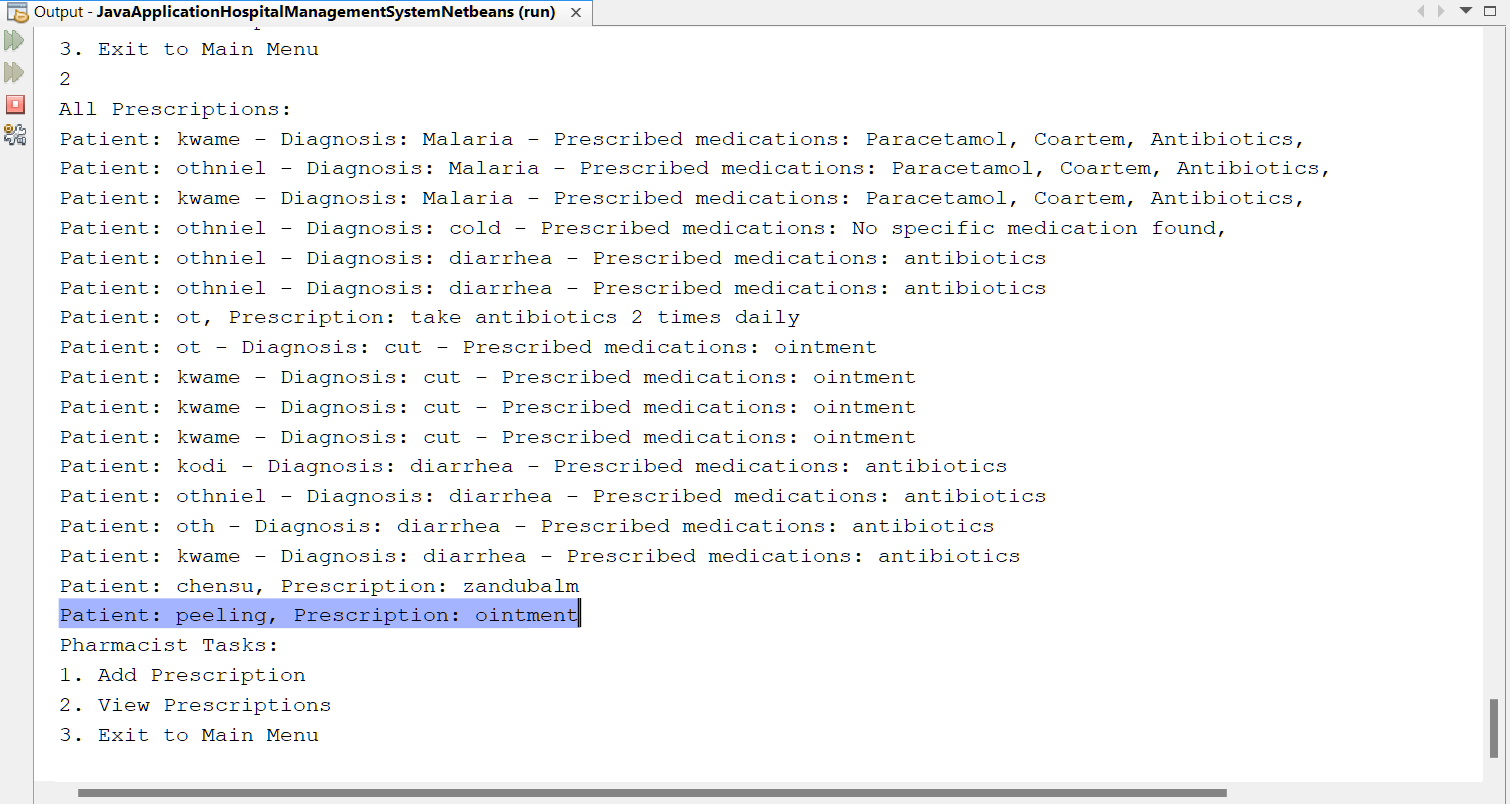 Output - JavaApplicationHospitalManagementSystemNetbeans (run) ×
3. Exit to Main Menu
2
All Prescriptions:
Patient: kwame - Diagnosis: Malaria - Prescribed medications: Paracetamol, Coartem, Antibiotics,
Patient: othniel - Diagnosis: Malaria - Prescribed medications: Paracetamol, Coartem, Antibiotics,
Patient: kwame - Diagnosis: Malaria - Prescribed medications: Paracetamol, Coartem, Antibiotics,
Patient: othniel - Diagnosis: cold - Prescribed medications: No specific medication found,
Patient: othniel - Diagnosis: diarrhea - Prescribed medications: antibiotics
Patient: othniel - Diagnosis: diarrhea - Prescribed medications: antibiotics
Patient: ot, Prescription: take antibiotics 2 times daily
Patient: ot - Diagnosis: cut - Prescribed medications: ointment
Patient: kwame - Diagnosis: cut - Prescribed medications: ointment
Patient: kwame - Diagnosis: cut - Prescribed medications: ointment
Patient: kwame - Diagnosis: cut - Prescribed medications: ointment
Patient: kodi - Diagnosis: diarrhea - Prescribed medications: antibiotics
Patient: othniel - Diagnosis: diarrhea - Prescribed medications: antibiotics
Patient: oth - Diagnosis: diarrhea - Prescribed medications: antibiotics
Patient: kwame - Diagnosis: diarrhea - Prescribed medications: antibiotics
Patient: chensu, Prescription: zandubalm
Patient: peeling, Prescription: ointment
Pharmacist Tasks:
1. Add Prescription
2. View Prescriptions
3. Exit to Main Menu